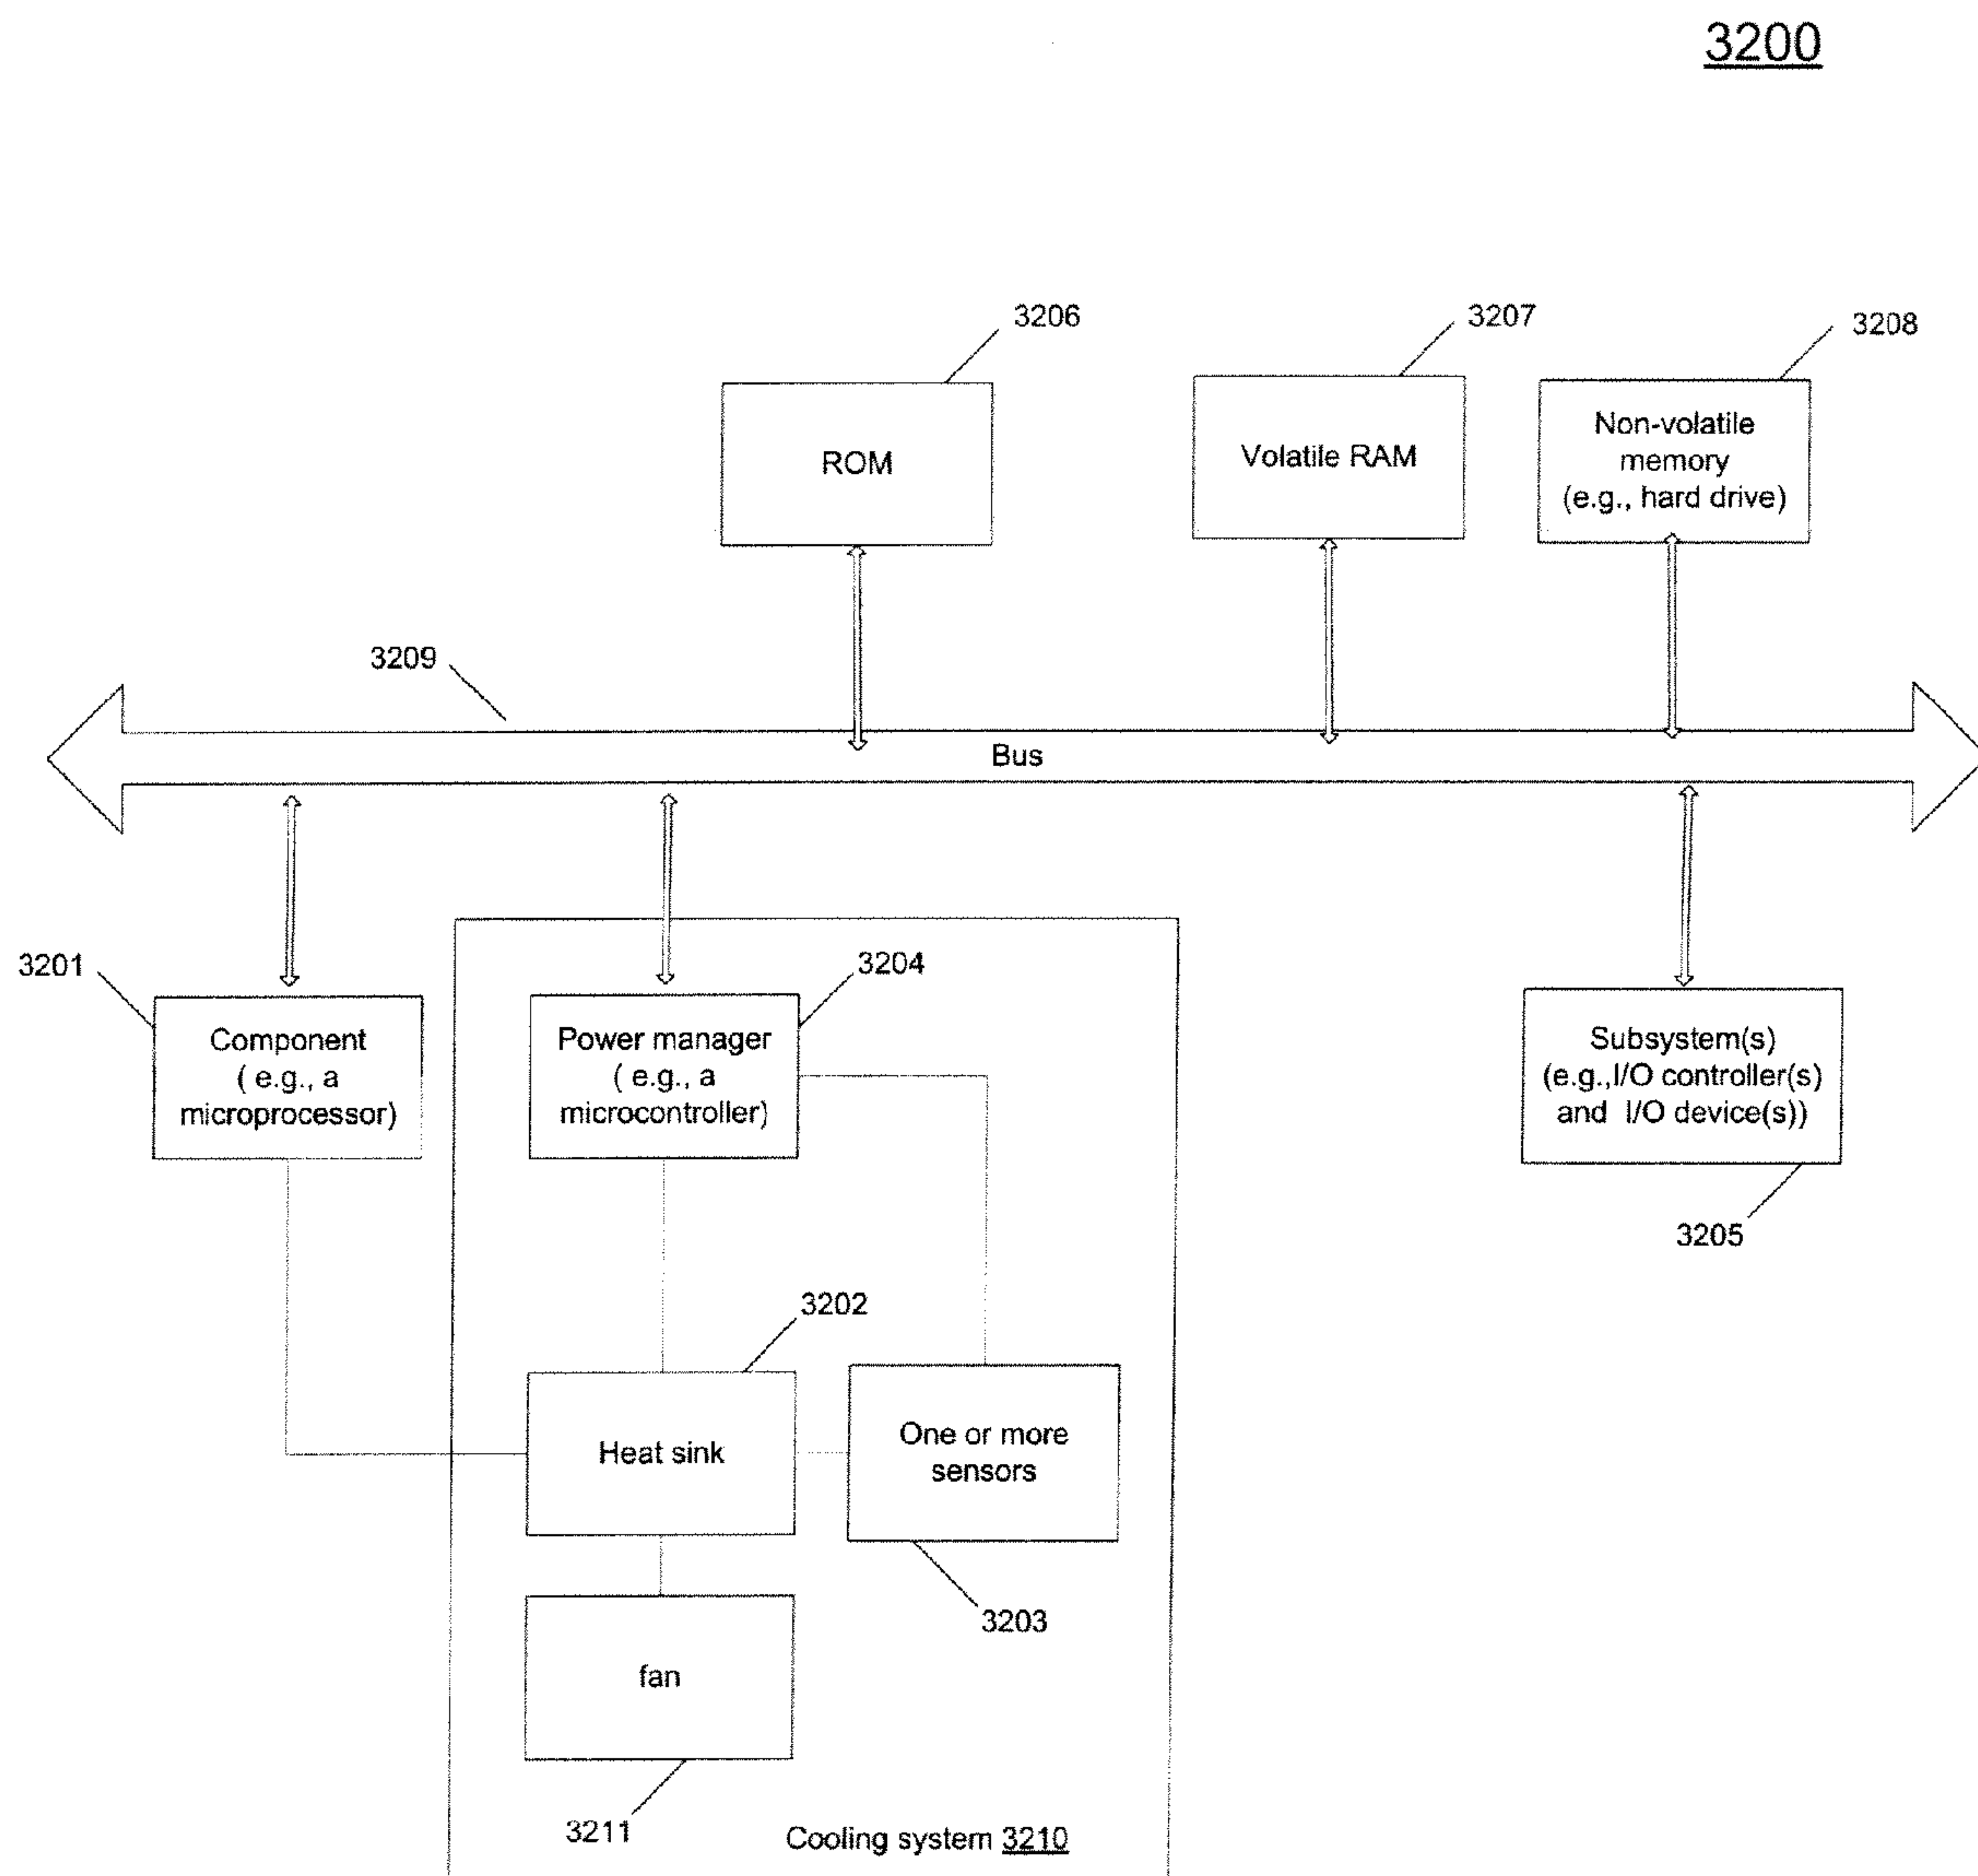 3200
3206
3207
3208
ROM
Volatile RAM
Non-volatile
memory
(e.g., hard drive)
3209
Bus
3201
3204
Component
( e.g., a
microprocessor)
Power manager
( e.g., a
microcontroller)
Subsystem(s)
(e.g.,I/O controller(s)
and I/O device(s))
3205
3202
Heat sink
One or more
sensors
3203
fan
3211
Cooling system 3210